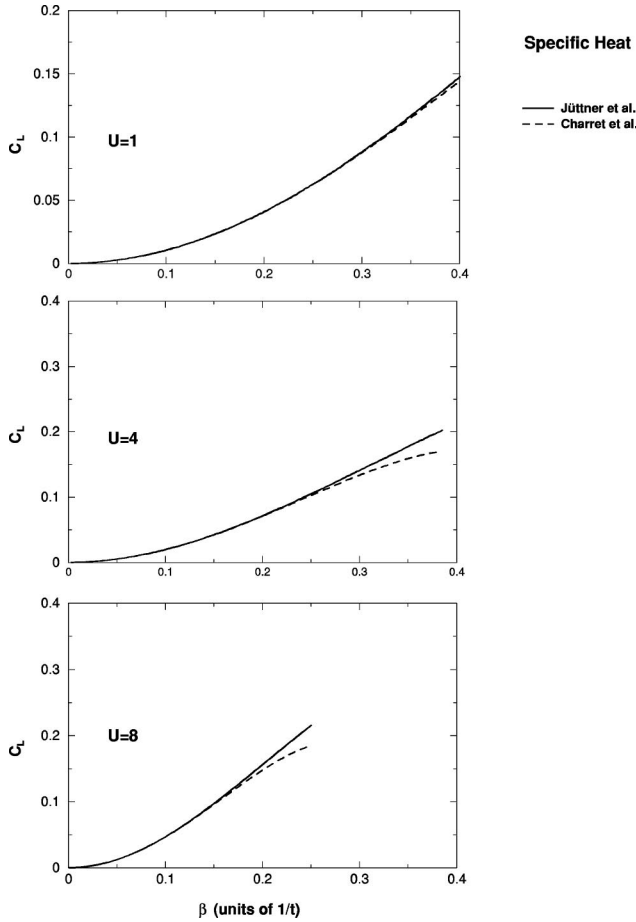 Specific Heat
Jüttner et al.
Charret et al.
0.2
0.15
0.1
0.05
0
C_L
U=1
0 0.1 0.2 0.3 0.4
0.4
0.3
0.2
0.1
0
C_L
U=4
0 0.1 0.2 0.3 0.4
0.4
0.3
0.2
0.1
0
C_L
U=8
0 0.1 0.2 0.3 0.4
β (units of 1/t)